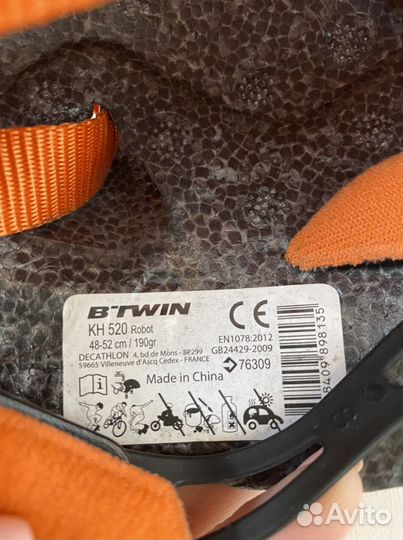 B'TWIN
KH 520 Robot
48-52 cm / 190gr
DECATHLON 4, bd de Mons - BP299
59665 Villeneuve d'Ascq Cedex - FRANCE
CE
EN1078:2012
GB24429-2009
76309
Made in China
Avito